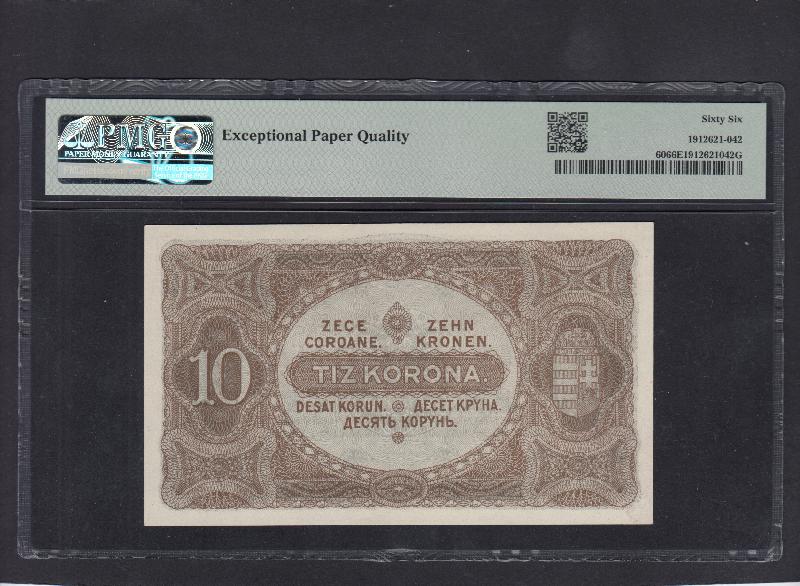 PMG
PAPER MONEY GUARANTY
Exceptional Paper Quality
Sixty Six
1912621-042
6066E1912621042G
ZECE ZEHN
COROANE. KRONEN.
10
TIZ KORONA.
DESAT KORUN. ДЕСЕТ КРУНА.
ДЕСЯТЬ КОРУНЬ.